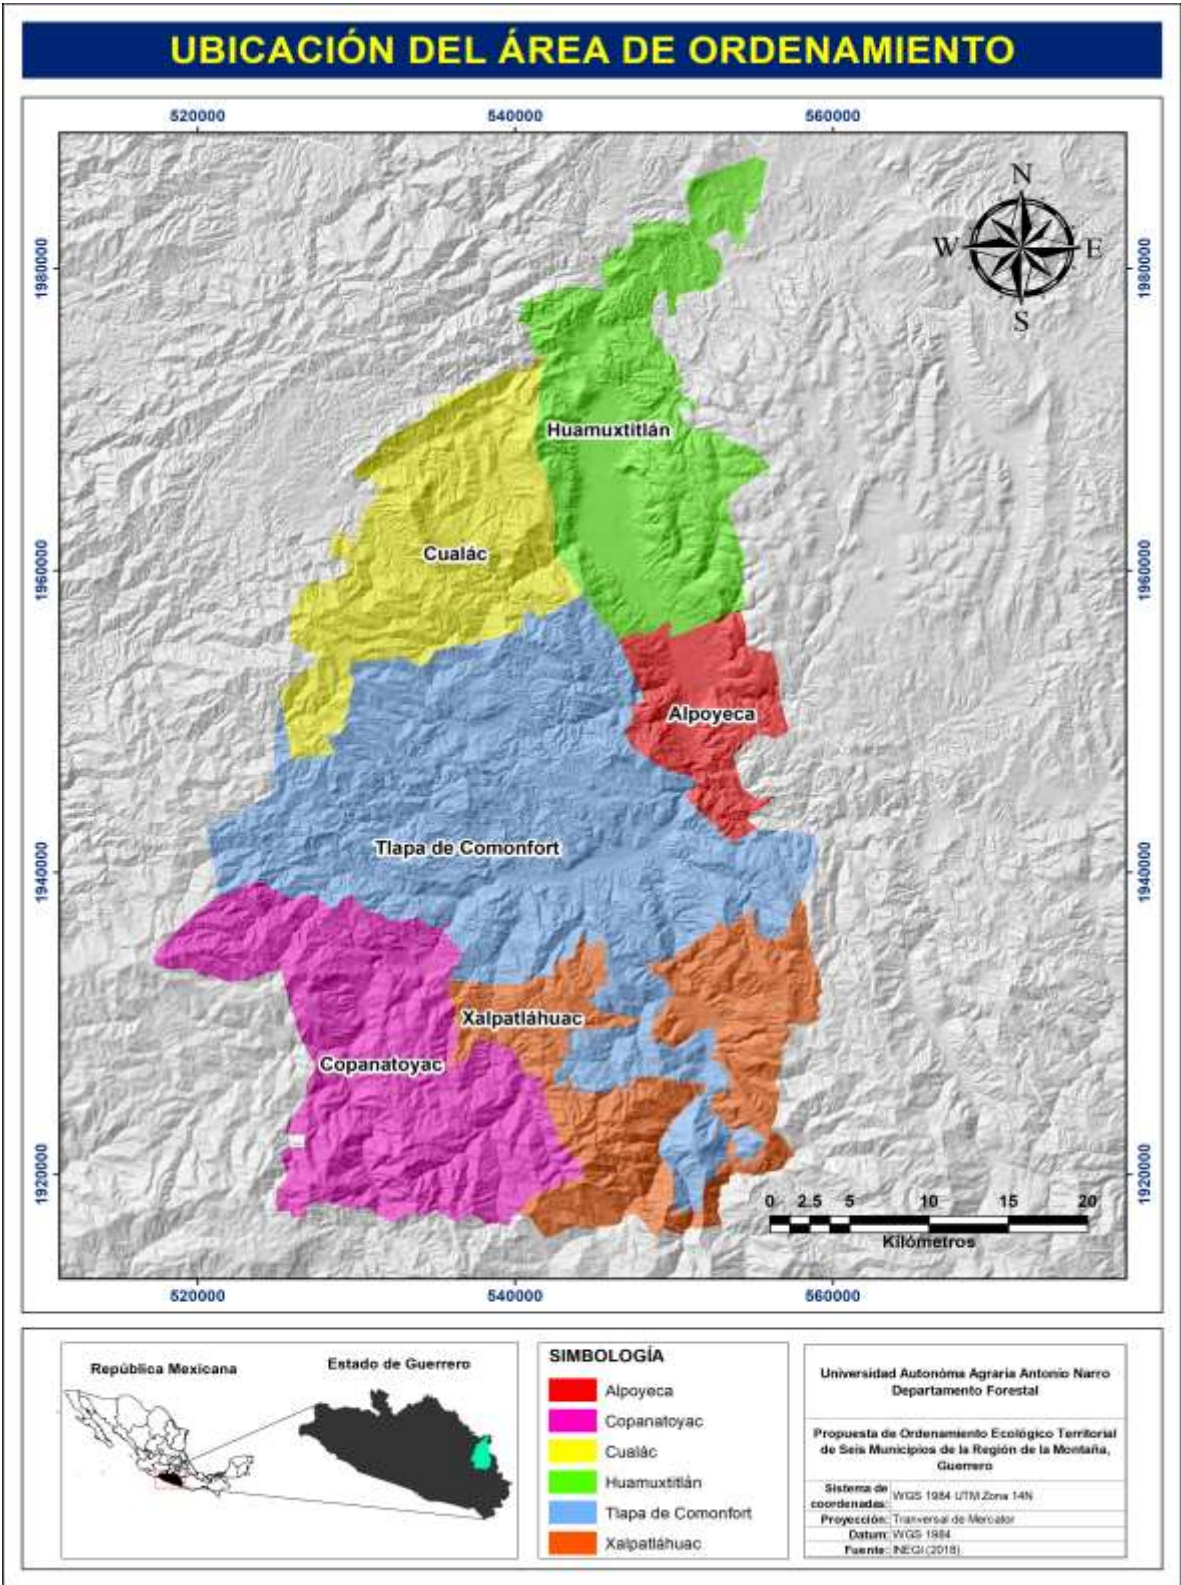 UBICACIÓN DEL ÁREA DE ORDENAMIENTO
520000
540000
560000
N
W
E
S
1980000
1980000
Huamuxtitlán
Cualác
1960000
1960000
Alpoyeca
Tlapa de Comonfort
1940000
1940000
Xalpatláhuac
Copanatoyac
1920000
1920000
0 2.5 5 10 15 20
Kilómetros
520000
540000
560000
República Mexicana
Estado de Guerrero
SIMBOLOGÍA
Alpoyeca
Copanatoyac
Cualác
Huamuxtitlán
Tlapa de Comonfort
Xalpatláhuac
Universidad Autonóma Agraria Antonio Narro
Departamento Forestal
Propuesta de Ordenamiento Ecológico Territorial
de Seis Municipios de la Región de la Montaña,
Guerrero
Sistema de
coordenadas: WGS 1984 UTM Zona 14N
Proyección: Tranversal de Mercator
Datum: WGS 1984
Fuente: INEGI (2018)